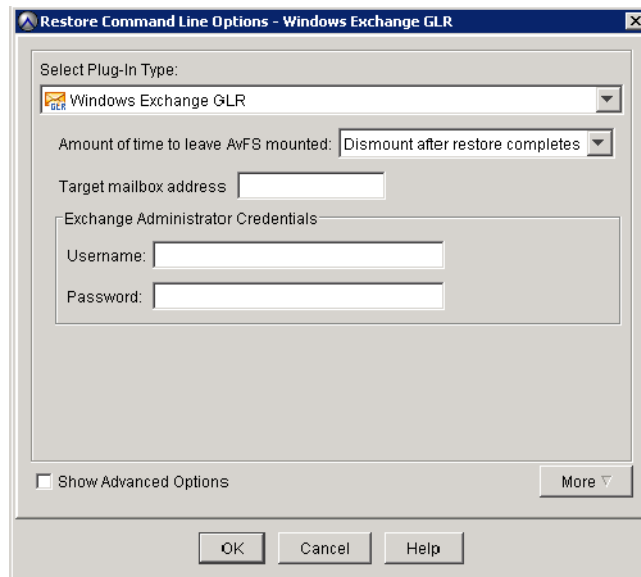 Restore Command Line Options - Windows Exchange GLR
Select Plug-In Type:
GLR Windows Exchange GLR
Amount of time to leave AvFS mounted: Dismount after restore completes
Target mailbox address
Exchange Administrator Credentials
Username:
Password:
Show Advanced Options
More
OK Cancel Help